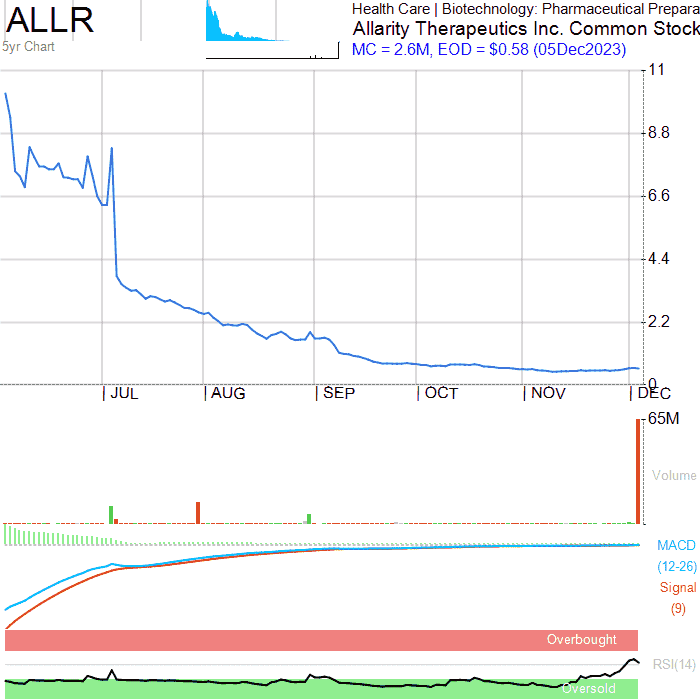 ALLR
5yr Chart
Health Care | Biotechnology: Pharmaceutical Prepara
Allarity Therapeutics Inc. Common Stock
MC = 2.6M, EOD = $0.58 (05Dec2023)
11
8.8
6.6
4.4
2.2
0
JUL
AUG
SEP
OCT
NOV
DEC
65M
Volume
MACD
(12-26)
Signal
(9)
Overbought
RSI(14)
Oversold